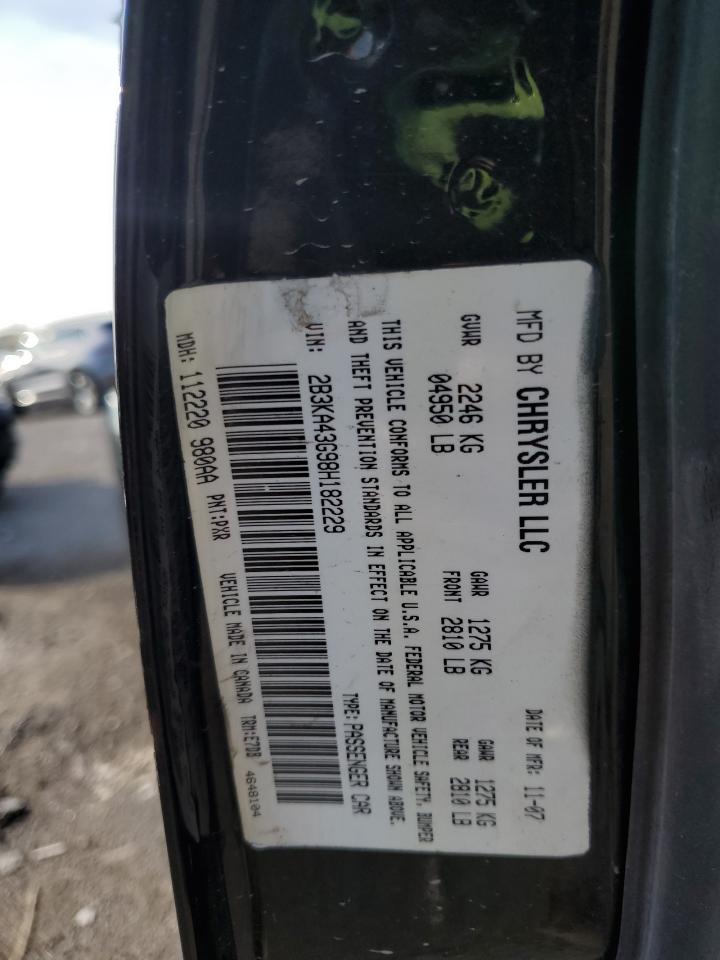 MFD BY CHRYSLER LLC DATE OF MFR: 11-07
GVWR 2246 KG GAWR 1275 KG GAWR 1275 KG
04950 LB FRONT 2810 LB REAR 2810 LB
THIS VEHICLE CONFORMS TO ALL APPLICABLE U.S.A. FEDERAL MOTOR VEHICLE SAFETY, BUMPER
AND THEFT PREVENTION STANDARDS IN EFFECT ON THE DATE OF MANUFACTURE SHOWN ABOVE.
VIN: 2B3KA43G98H182229 TYPE: PASSENGER CAR
MDH: 112220 980AA PNT:PXR VEHICLE MADE IN CANADA TRM:E7DB 4648104